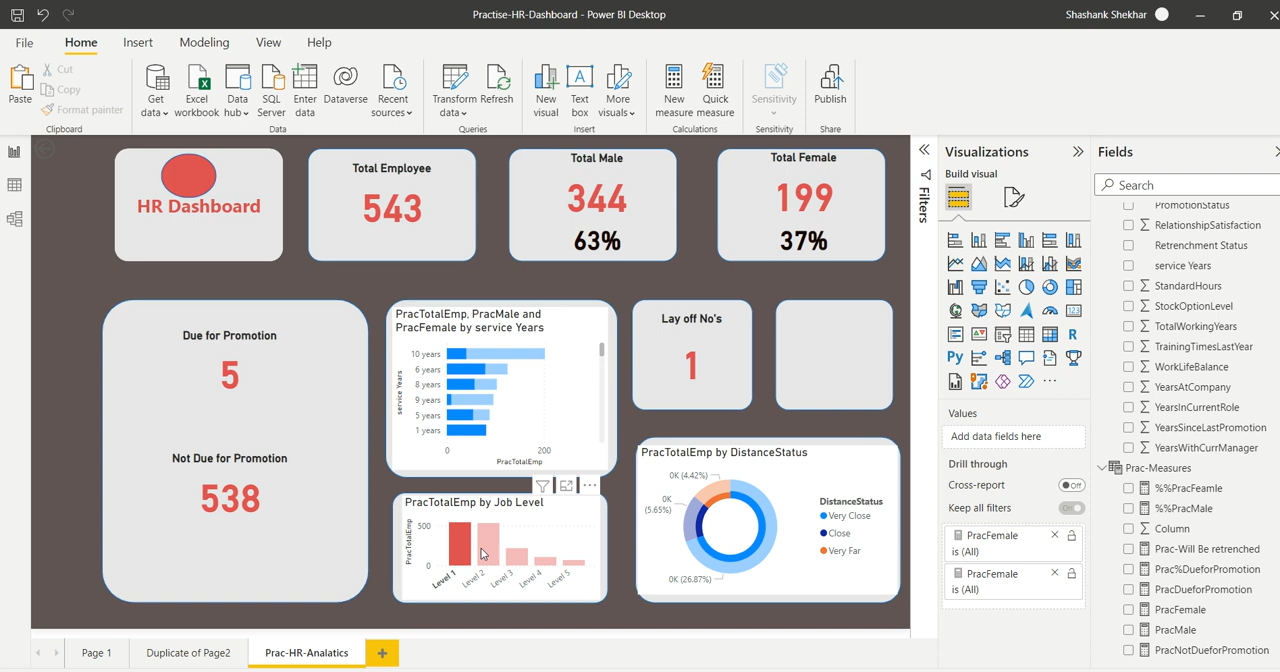 Practise-HR-Dashboard - Power BI Desktop
Shashank Shekhar
File
Home
Insert
Modeling
View
Help
Paste
Cut
Copy
Format painter
Clipboard
Get
data
Excel
workbook
Data
hub
SQL
Server
Enter
data
Dataverse
Recent
sources
Data
Transform
data
Refresh
Queries
New
visual
A
Text
box
More
visuals
Insert
New
measure
Quick
measure
Calculations
Sensitivity
Sensitivity
Publish
Share
HR Dashboard
Total Employee
543
Total Male
344
63%
Total Female
199
37%
Due for Promotion
5
Not Due for Promotion
538
PracTotalEmp, PracMale and
PracFemale by service Years
service Years
10 years
6 years
8 years
9 years
5 years
1 years
0
200
PracTotalEmp
Lay off No's
1
PracTotalEmp by Job Level
PracTotalEmp
500
0
Level 1
Level 2
Level 3
Level 4
Level 5
PracTotalEmp by DistanceStatus
0K (4.42%)
0K
(5.65%)
0K (26.87%)
DistanceStatus
Very Close
Close
Very Far
Filters
Visualizations
Build visual
123
R
Py
Values
Add data fields here
Drill through
Cross-report
Off
Keep all filters
On
PracFemale
is (All)
PracFemale
is (All)
Fields
Search
PromotionStatus
RelationshipSatisfaction
Retrenchment Status
service Years
StandardHours
StockOptionLevel
TotalWorkingYears
TrainingTimesLastYear
WorkLifeBalance
YearsAtCompany
YearsInCurrentRole
YearsSinceLastPromotion
YearsWithCurrManager
Prac-Measures
%%PracFeamle
%%PracMale
Column
Prac-Will Be retrenched
Prac%DueforPromotion
PracDueforPromotion
PracFemale
PracMale
PracNotDueforPromotion
Page 1
Duplicate of Page2
Prac-HR-Analatics